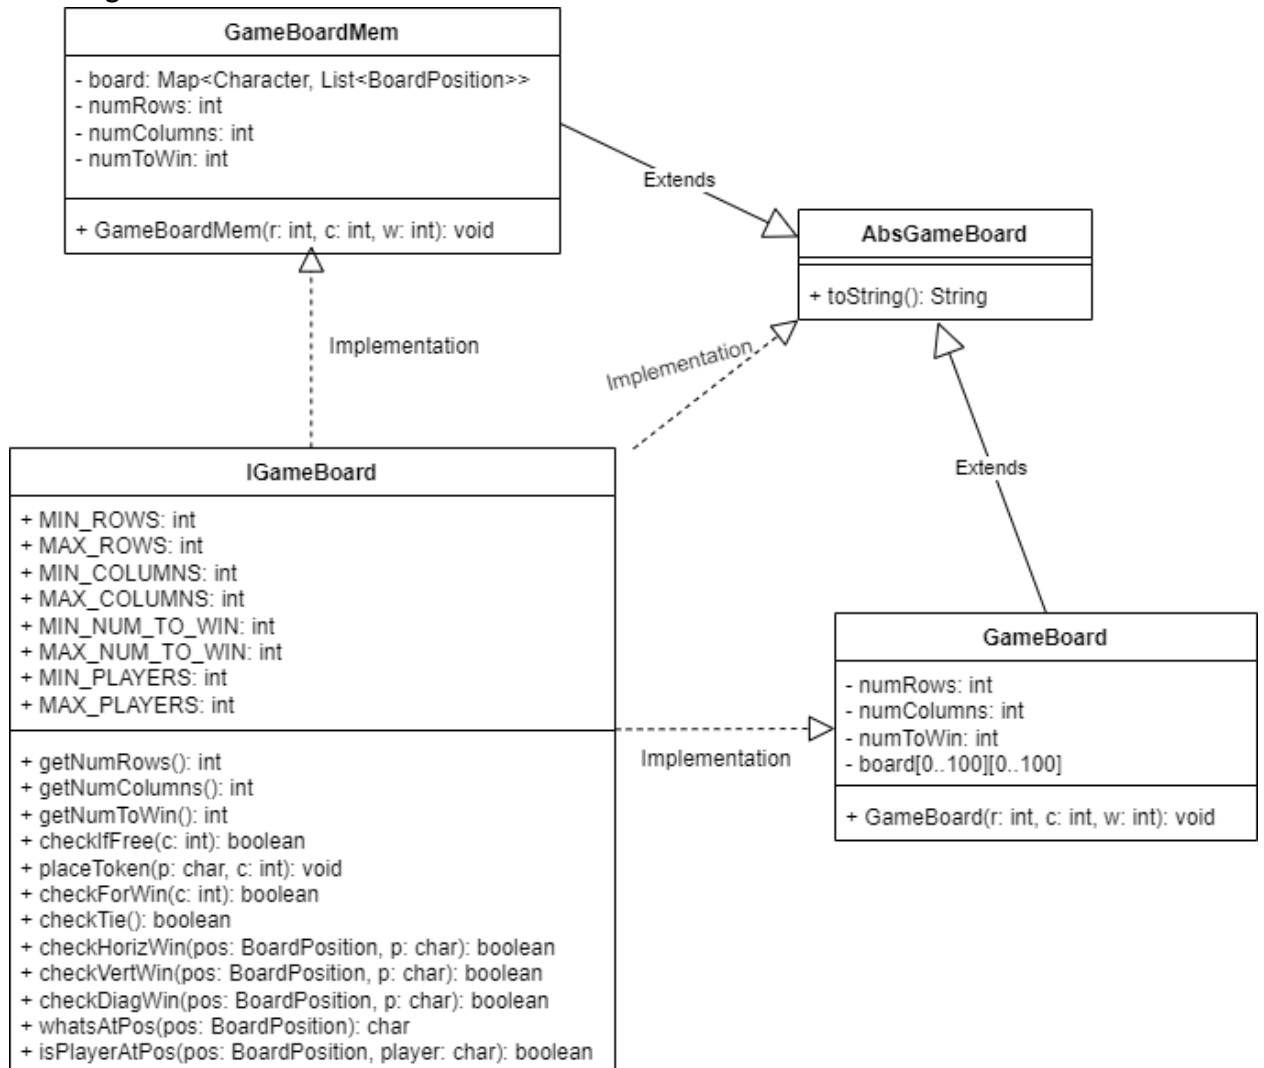 GameBoardMem
- board: Map<Character, List<BoardPosition>>
- numRows: int
- numColumns: int
- numToWin: int
+ GameBoardMem(r: int, c: int, w: int): void
Extends
AbsGameBoard
+ toString(): String
Implementation
Implementation
Extends
IGameBoard
+ MIN_ROWS: int
+ MAX_ROWS: int
+ MIN_COLUMNS: int
+ MAX_COLUMNS: int
+ MIN_NUM_TO_WIN: int
+ MAX_NUM_TO_WIN: int
+ MIN_PLAYERS: int
+ MAX_PLAYERS: int
+ getNumRows(): int
+ getNumColumns(): int
+ getNumToWin(): int
+ checkIfFree(c: int): boolean
+ placeToken(p: char, c: int): void
+ checkForWin(c: int): boolean
+ checkTie(): boolean
+ checkHorizWin(pos: BoardPosition, p: char): boolean
+ checkVertWin(pos: BoardPosition, p: char): boolean
+ checkDiagWin(pos: BoardPosition, p: char): boolean
+ whatsAtPos(pos: BoardPosition): char
+ isPlayerAtPos(pos: BoardPosition, player: char): boolean
Implementation
GameBoard
- numRows: int
- numColumns: int
- numToWin: int
- board[0..100][0..100]
+ GameBoard(r: int, c: int, w: int): void